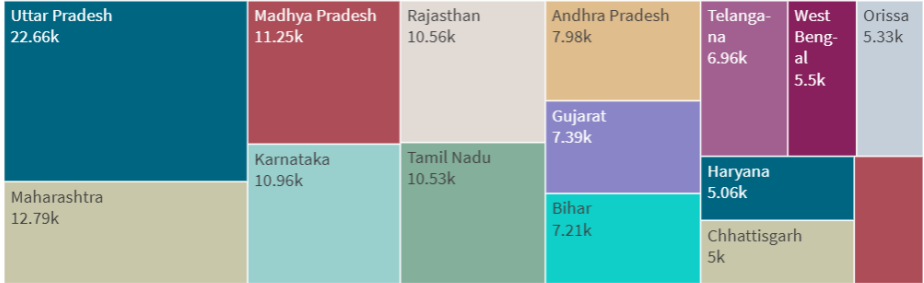 Uttar Pradesh
22.66k
Maharashtra
12.79k
Madhya Pradesh
11.25k
Karnataka
10.96k
Rajasthan
10.56k
Tamil Nadu
10.53k
Andhra Pradesh
7.98k
Gujarat
7.39k
Bihar
7.21k
Telanga-
na
6.96k
West
Beng-
al
5.5k
Orissa
5.33k
Haryana
5.06k
Chhattisgarh
5k